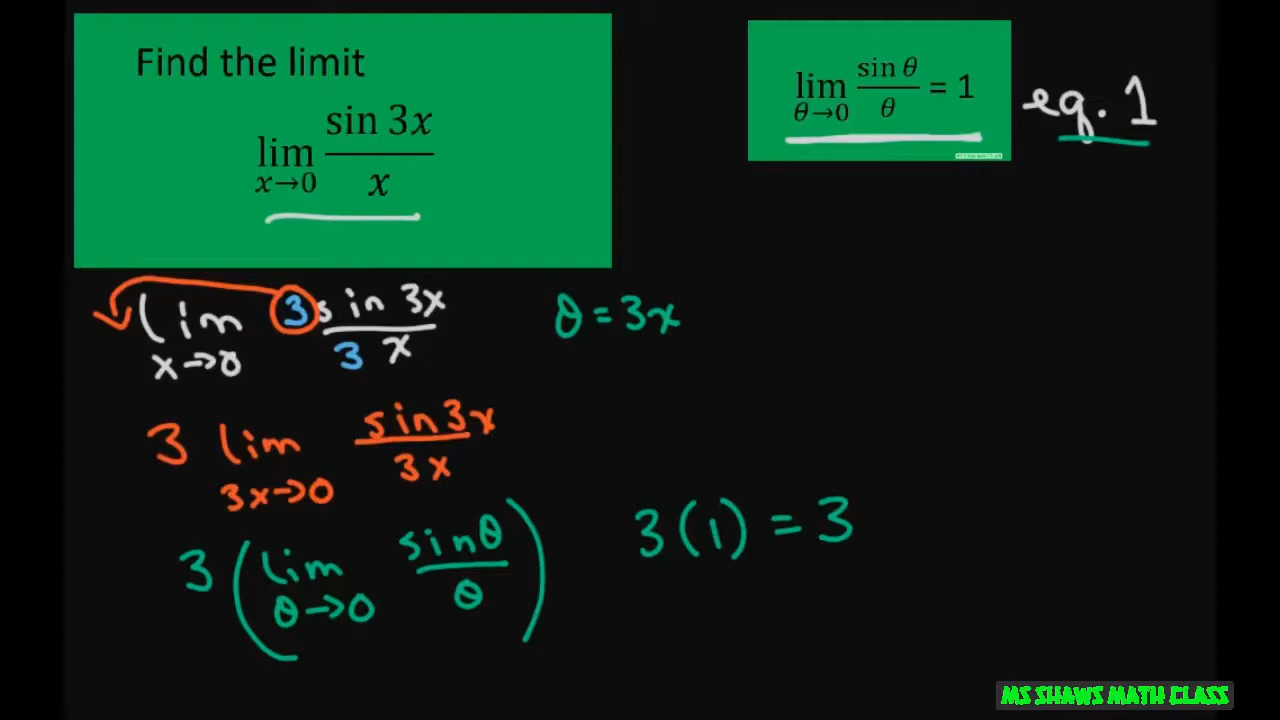 Find the limit
lim x→0 sin 3x / x
lim θ→0 sin θ / θ = 1
eq. 1
lim x→0 3 sin 3x / 3 x
θ = 3x
3 lim 3x→0 sin 3x / 3x
3 ( lim θ→0 sin θ / θ )
3(1) = 3
MS SHAWS MATH CLASS